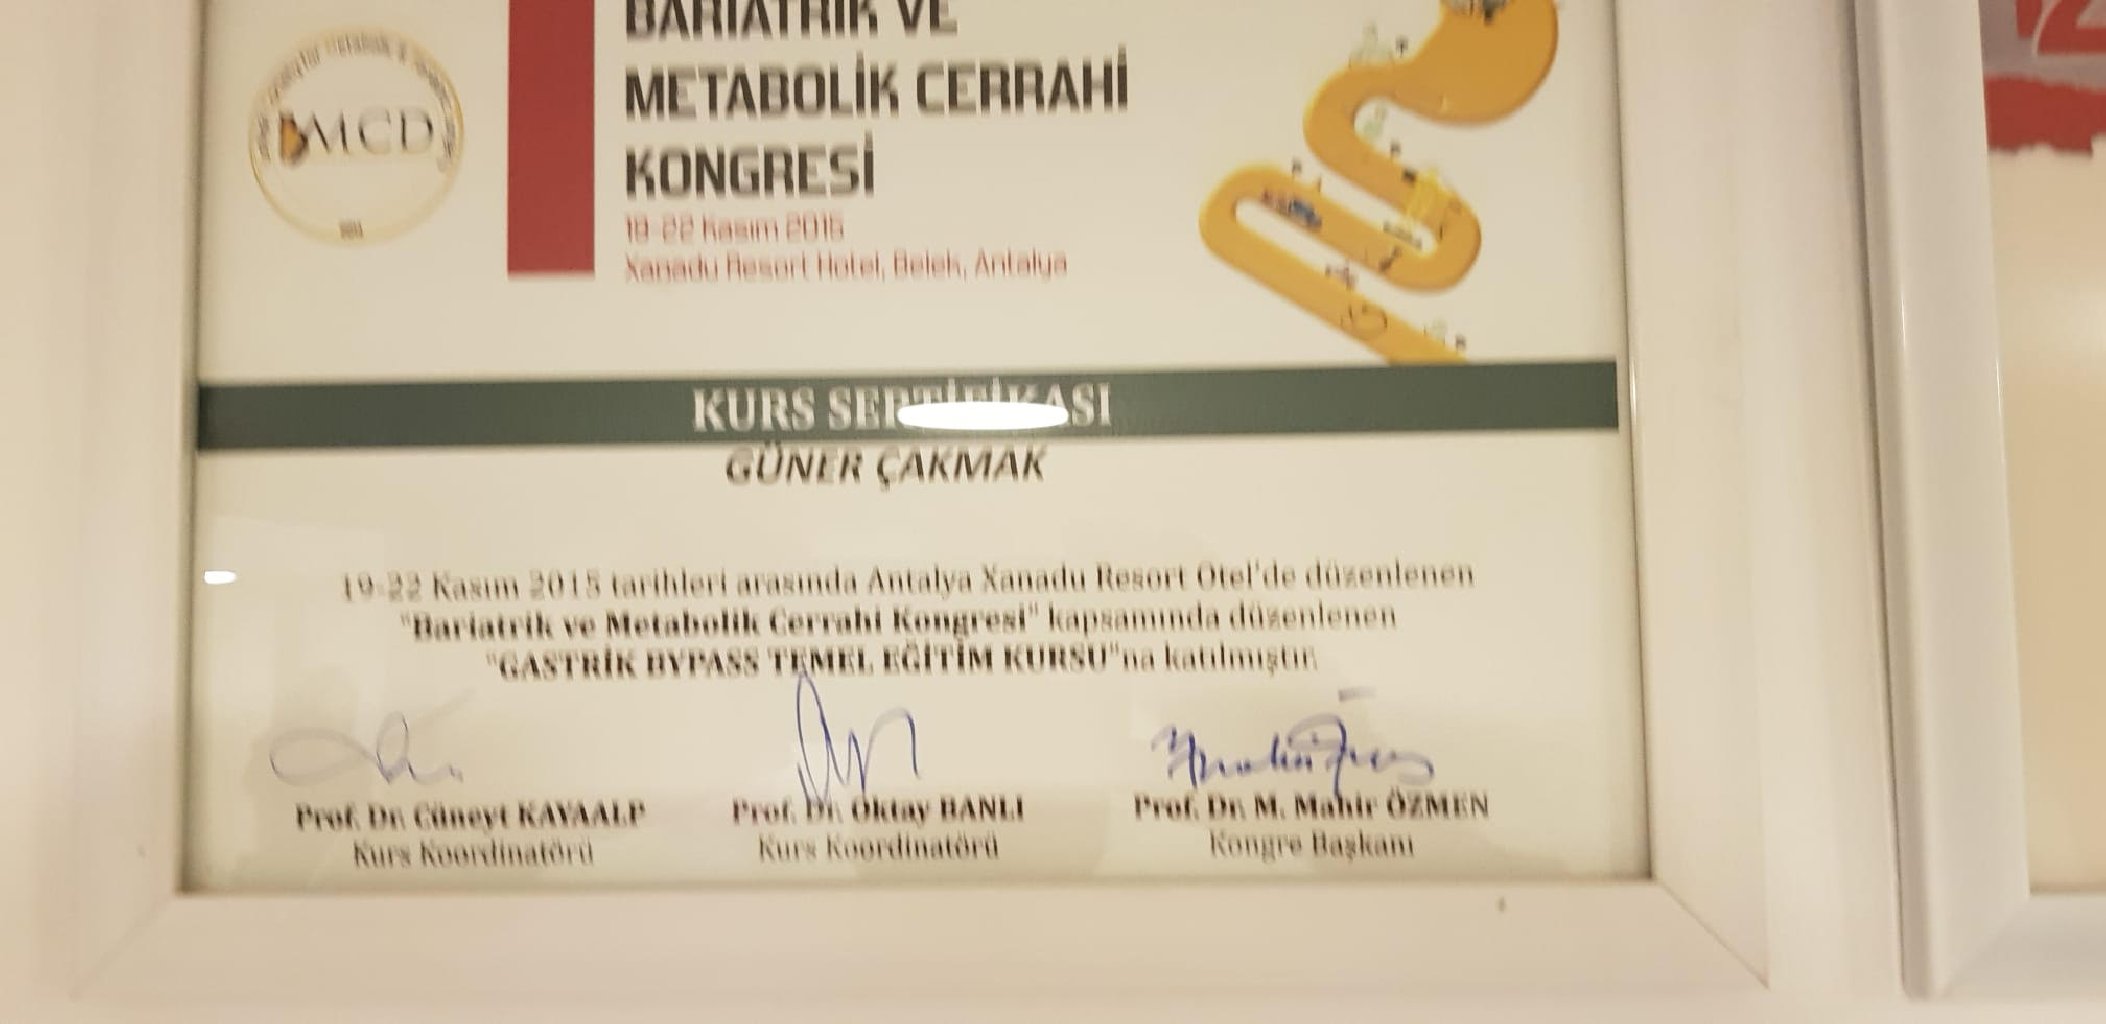 BARİATRİK VE
METABOLİK CERRAHİ
KONGRESİ
19-22 Kasım 2015
Xanadu Resort Hotel, Belek, Antalya
MCD
KURS SERTİFİKASI
GÜNER ÇAKMAK
19-22 Kasım 2015 tarihleri arasında Antalya Xanadu Resort Otel'de düzenlenen
"Bariatrik ve Metabolik Cerrahi Kongresi" kapsamında düzenlenen
"GASTRİK BYPASS TEMEL EĞİTİM KURSU"na katılmıştır.
Prof. Dr. Cüneyt KAYAALP
Kurs Koordinatörü
Prof. Dr. Oktay BANLI
Kurs Koordinatörü
Prof. Dr. M. Mahir ÖZMEN
Kongre Başkanı